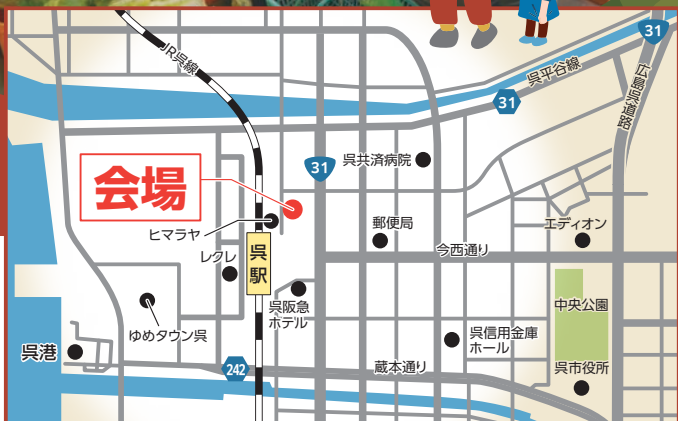 31
JR呉線
呉平谷線
広島呉道路
31
31
呉共済病院
会場
ヒマラヤ
郵便局
エディオン
レクレ
呉駅
今西通り
呉阪急
ホテル
中央公園
ゆめタウン呉
呉信用金庫
ホール
呉港
242
蔵本通り
呉市役所